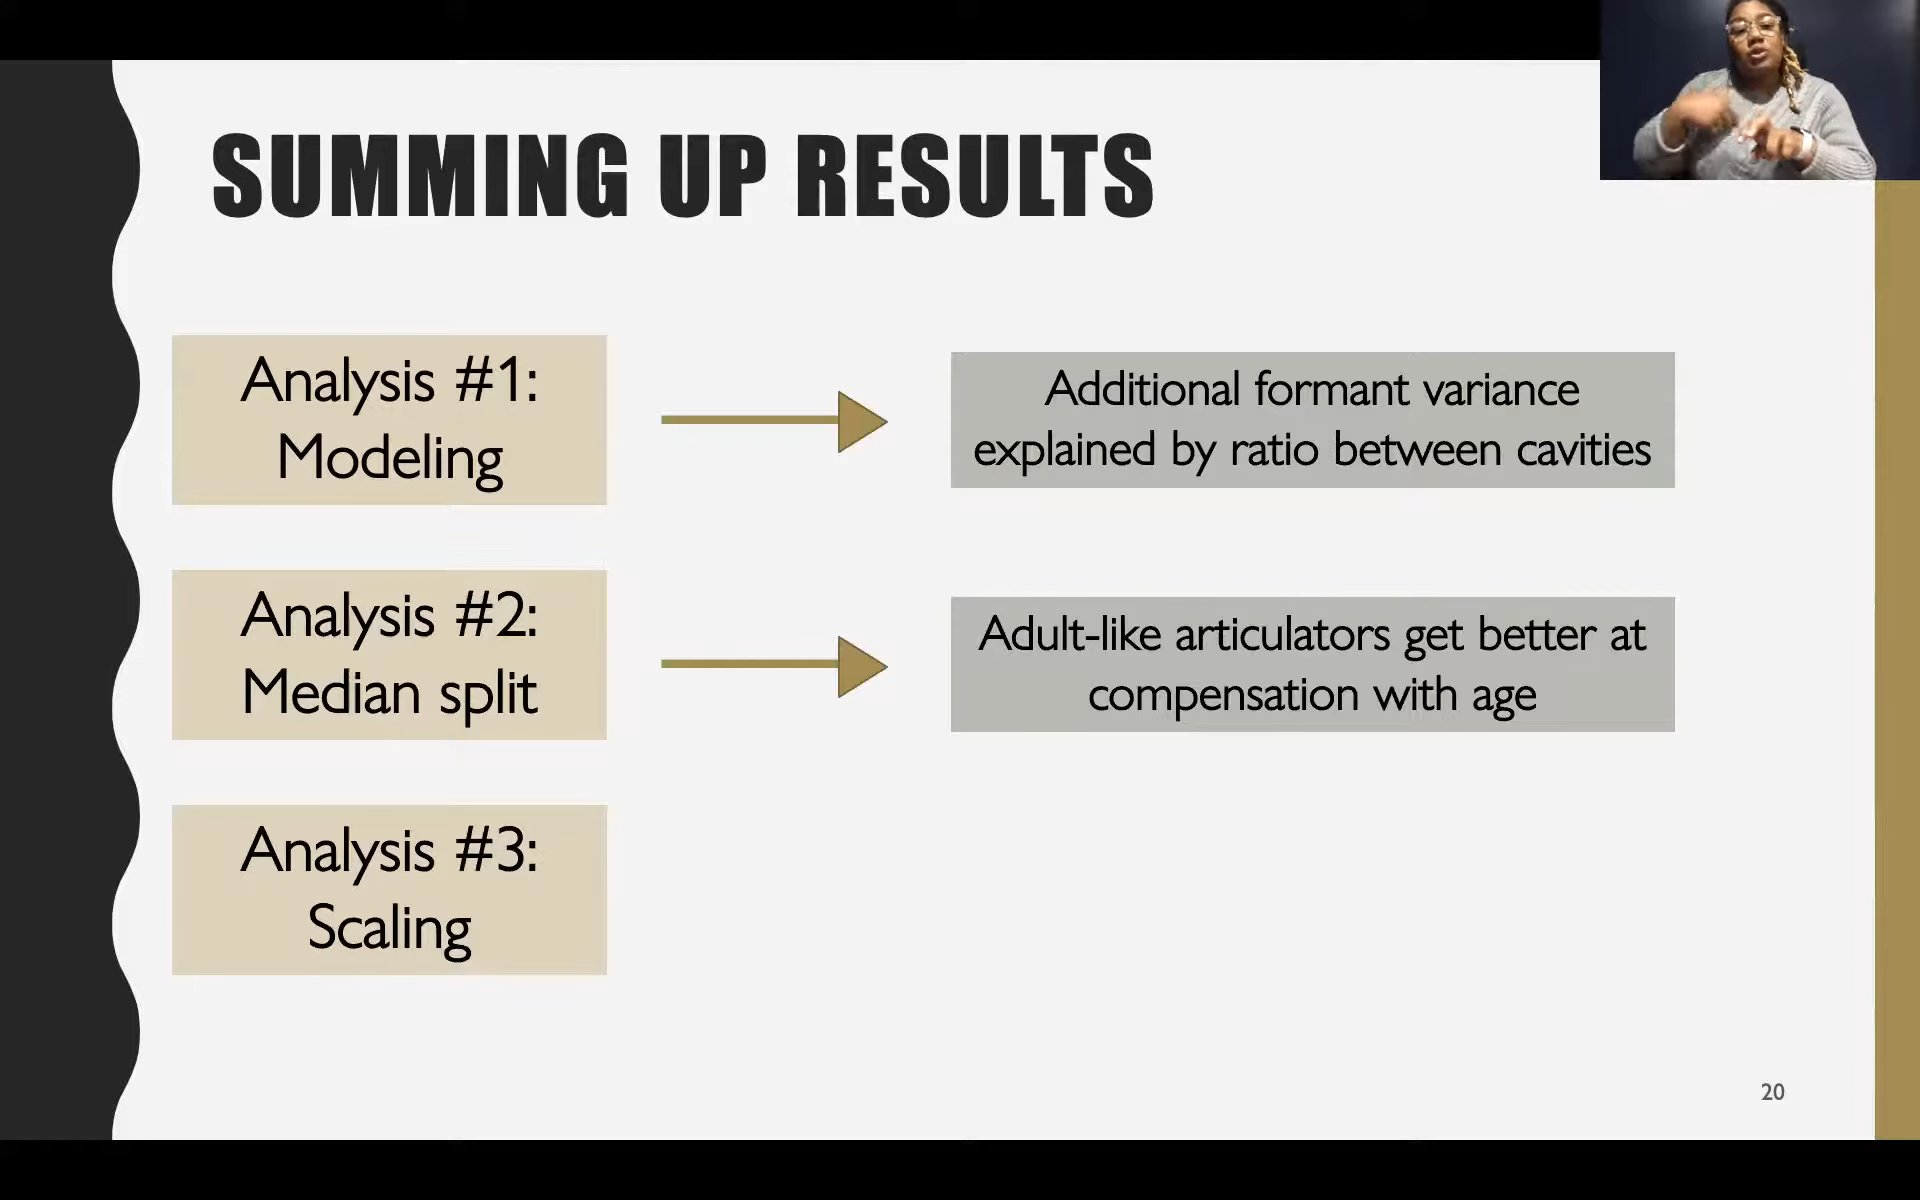 SUMMING UP RESULTS
Analysis #1:
Modeling
Additional formant variance
explained by ratio between cavities
Analysis #2:
Median split
Adult-like articulators get better at
compensation with age
Analysis #3:
Scaling
20